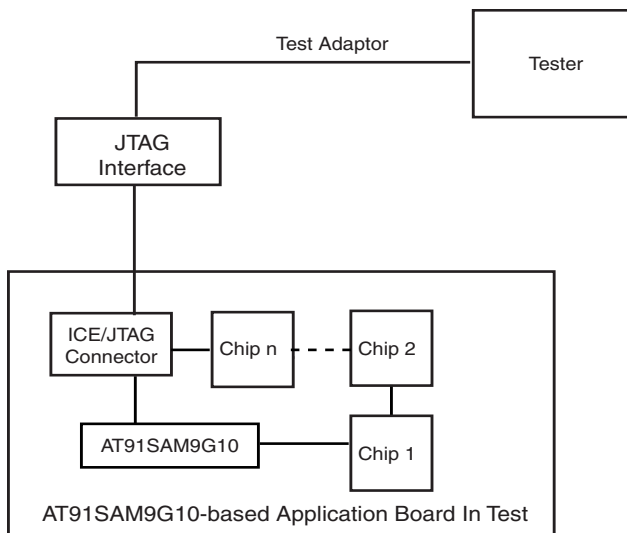 Test Adaptor
Tester
JTAG
Interface
ICE/JTAG
Connector
Chip n
Chip 2
AT91SAM9G10
Chip 1
AT91SAM9G10-based Application Board In Test